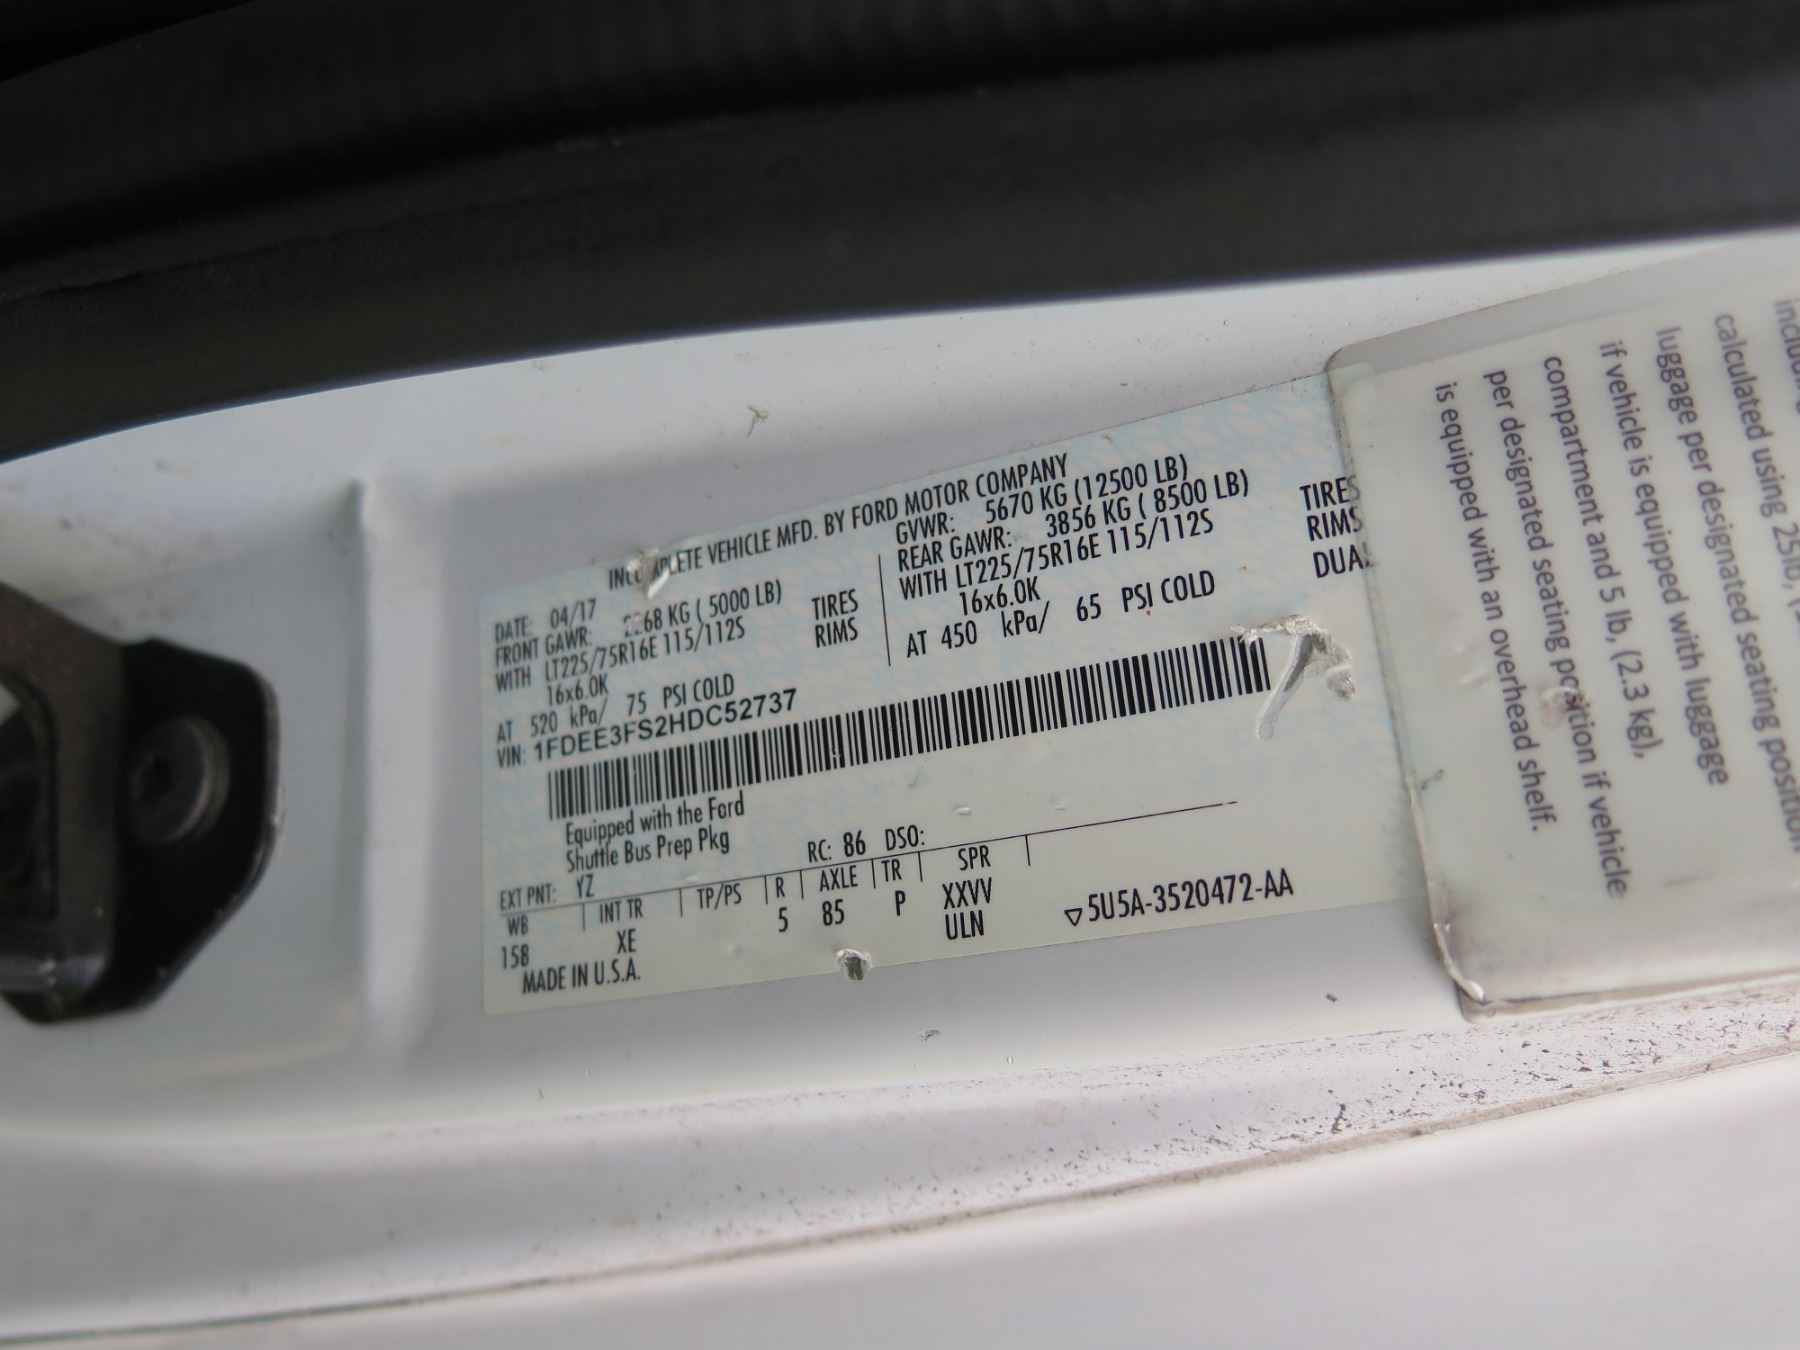 INCOMPLETE VEHICLE MFD. BY FORD MOTOR COMPANY
DATE: 04/17
GVWR: 5670 KG (12500 LB)
FRONT GAWR: 2268 KG ( 5000 LB)
REAR GAWR: 3856 KG ( 8500 LB)
WITH LT225/75R16E 115/112S TIRES
WITH LT225/75R16E 115/112S TIRES
16x6.0K RIMS
16x6.0K RIMS
AT 520 kPa/ 75 PSI COLD
AT 450 kPa/ 65 PSI COLD DUAL
VIN: 1FDEE3FS2HDC52737
Equipped with the Ford
Shuttle Bus Prep Pkg
RC: 86 DSO:
EXT PNT: YZ
WB INT TR TP/PS R AXLE TR SPR
158 XE 5 85 P XXVV
ULN
MADE IN U.S.A.
▽5U5A-3520472-AA
calculated using 25lb,
luggage per designated seating position
if vehicle is equipped with luggage
compartment and 5 lb, (2.3 kg),
per designated seating position if vehicle
is equipped with an overhead shelf.